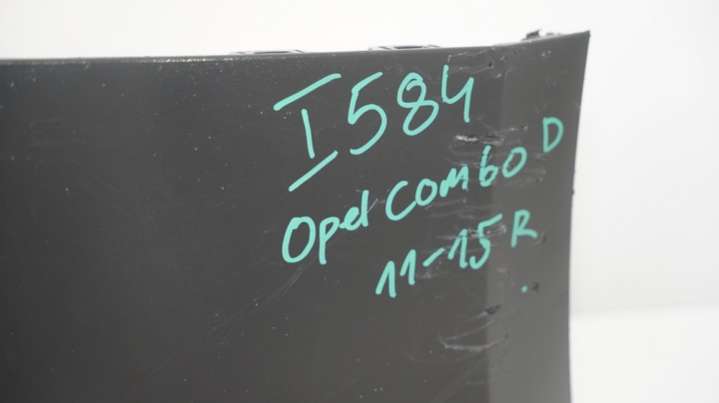 I584
Opel Combo D
11-15 R.